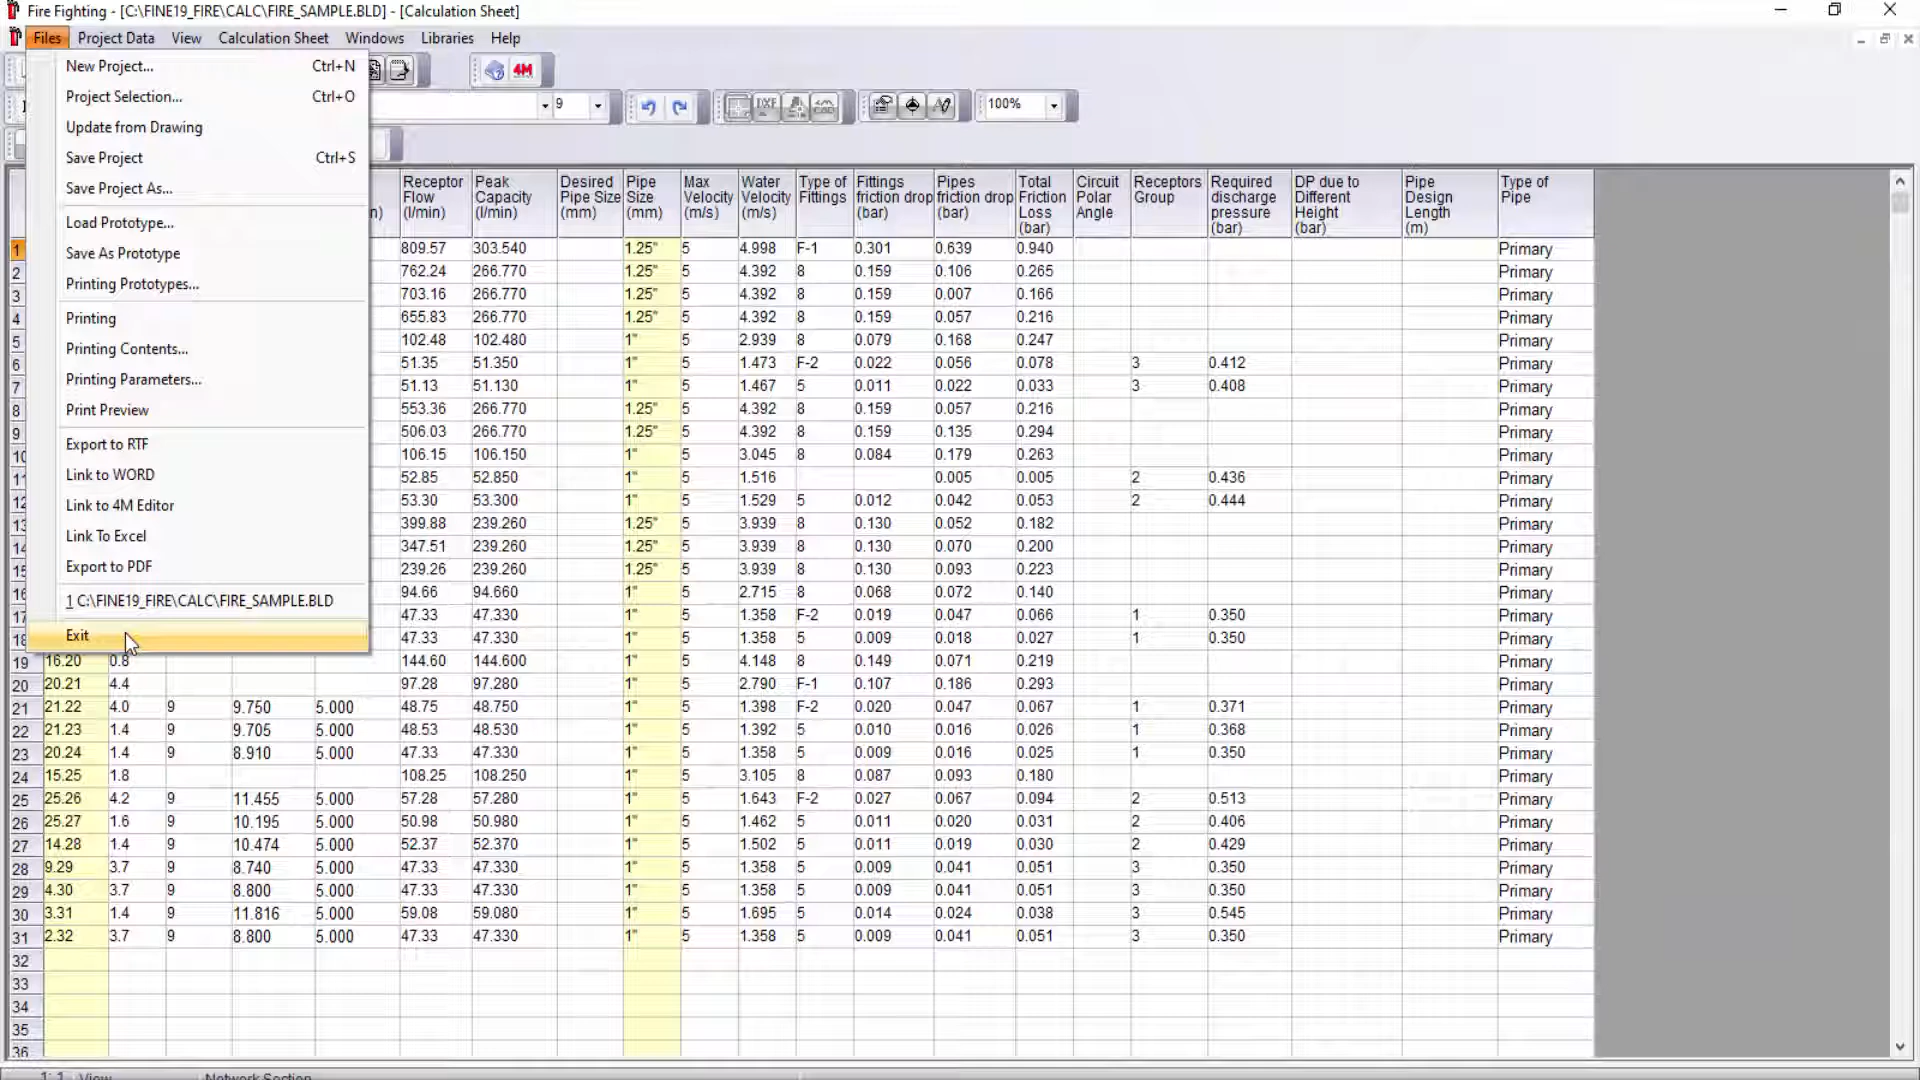 Fire Fighting - [C:\FINE19_FIRE\CALC\FIRE_SAMPLE.BLD] - [Calculation Sheet]
Files Project Data View Calculation Sheet Windows Libraries Help
New Project... Ctrl+N
Project Selection... Ctrl+O
Update from Drawing
Save Project Ctrl+S
Save Project As...
Load Prototype...
Save As Prototype
Printing Prototypes...
Printing
Printing Contents...
Printing Parameters...
Print Preview
Export to RTF
Link to WORD
Link to 4M Editor
Link To Excel
Export to PDF
1 C:\FINE19_FIRE\CALC\FIRE_SAMPLE.BLD
Exit
4M
9 DXF 100%
Receptor Flow (l/min) Peak Capacity (l/min) Desired Pipe Size (mm) Pipe Size (mm) Max Velocity (m/s) Water Velocity (m/s) Type of Fittings Fittings friction drop (bar) Pipes friction drop (bar) Total Friction Loss (bar) Circuit Polar Angle Receptors Group Required discharge pressure (bar) DP due to Different Height (bar) Pipe Design Length (m) Type of Pipe
1 809.57 303.540 1.25" 5 4.998 F-1 0.301 0.639 0.940 Primary
2 762.24 266.770 1.25" 5 4.392 8 0.159 0.106 0.265 Primary
3 703.16 266.770 1.25" 5 4.392 8 0.159 0.007 0.166 Primary
4 655.83 266.770 1.25" 5 4.392 8 0.159 0.057 0.216 Primary
5 102.48 102.480 1" 5 2.939 8 0.079 0.168 0.247 Primary
6 51.35 51.350 1" 5 1.473 F-2 0.022 0.056 0.078 3 0.412 Primary
7 51.13 51.130 1" 5 1.467 5 0.011 0.022 0.033 3 0.408 Primary
8 553.36 266.770 1.25" 5 4.392 8 0.159 0.057 0.216 Primary
9 506.03 266.770 1.25" 5 4.392 8 0.159 0.135 0.294 Primary
10 106.15 106.150 1" 5 3.045 8 0.084 0.179 0.263 Primary
11 52.85 52.850 1" 5 1.516 0.005 0.005 2 0.436 Primary
12 53.30 53.300 1" 5 1.529 5 0.012 0.042 0.053 2 0.444 Primary
13 399.88 239.260 1.25" 5 3.939 8 0.130 0.052 0.182 Primary
14 347.51 239.260 1.25" 5 3.939 8 0.130 0.070 0.200 Primary
15 239.26 239.260 1.25" 5 3.939 8 0.130 0.093 0.223 Primary
16 94.66 94.660 1" 5 2.715 8 0.068 0.072 0.140 Primary
17 47.33 47.330 1" 5 1.358 F-2 0.019 0.047 0.066 1 0.350 Primary
18 47.33 47.330 1" 5 1.358 5 0.009 0.018 0.027 1 0.350 Primary
19 16.20 0.8 144.60 144.600 1" 5 4.148 8 0.149 0.071 0.219 Primary
20 20.21 4.4 97.28 97.280 1" 5 2.790 F-1 0.107 0.186 0.293 Primary
21 21.22 4.0 9 9.750 5.000 48.75 48.750 1" 5 1.398 F-2 0.020 0.047 0.067 1 0.371 Primary
22 21.23 1.4 9 9.705 5.000 48.53 48.530 1" 5 1.392 5 0.010 0.016 0.026 1 0.368 Primary
23 20.24 1.4 9 8.910 5.000 47.33 47.330 1" 5 1.358 5 0.009 0.016 0.025 1 0.350 Primary
24 15.25 1.8 108.25 108.250 1" 5 3.105 8 0.087 0.093 0.180 Primary
25 25.26 4.2 9 11.455 5.000 57.28 57.280 1" 5 1.643 F-2 0.027 0.067 0.094 2 0.513 Primary
26 25.27 1.6 9 10.195 5.000 50.98 50.980 1" 5 1.462 5 0.011 0.020 0.031 2 0.406 Primary
27 14.28 1.4 9 10.474 5.000 52.37 52.370 1" 5 1.502 5 0.011 0.019 0.030 2 0.429 Primary
28 9.29 3.7 9 8.740 5.000 47.33 47.330 1" 5 1.358 5 0.009 0.041 0.051 3 0.350 Primary
29 4.30 3.7 9 8.800 5.000 47.33 47.330 1" 5 1.358 5 0.009 0.041 0.051 3 0.350 Primary
30 3.31 1.4 9 11.816 5.000 59.08 59.080 1" 5 1.695 5 0.014 0.024 0.038 3 0.545 Primary
31 2.32 3.7 9 8.800 5.000 47.33 47.330 1" 5 1.358 5 0.009 0.041 0.051 3 0.350 Primary
32
33
34
35
36
1: 1 View Network Section